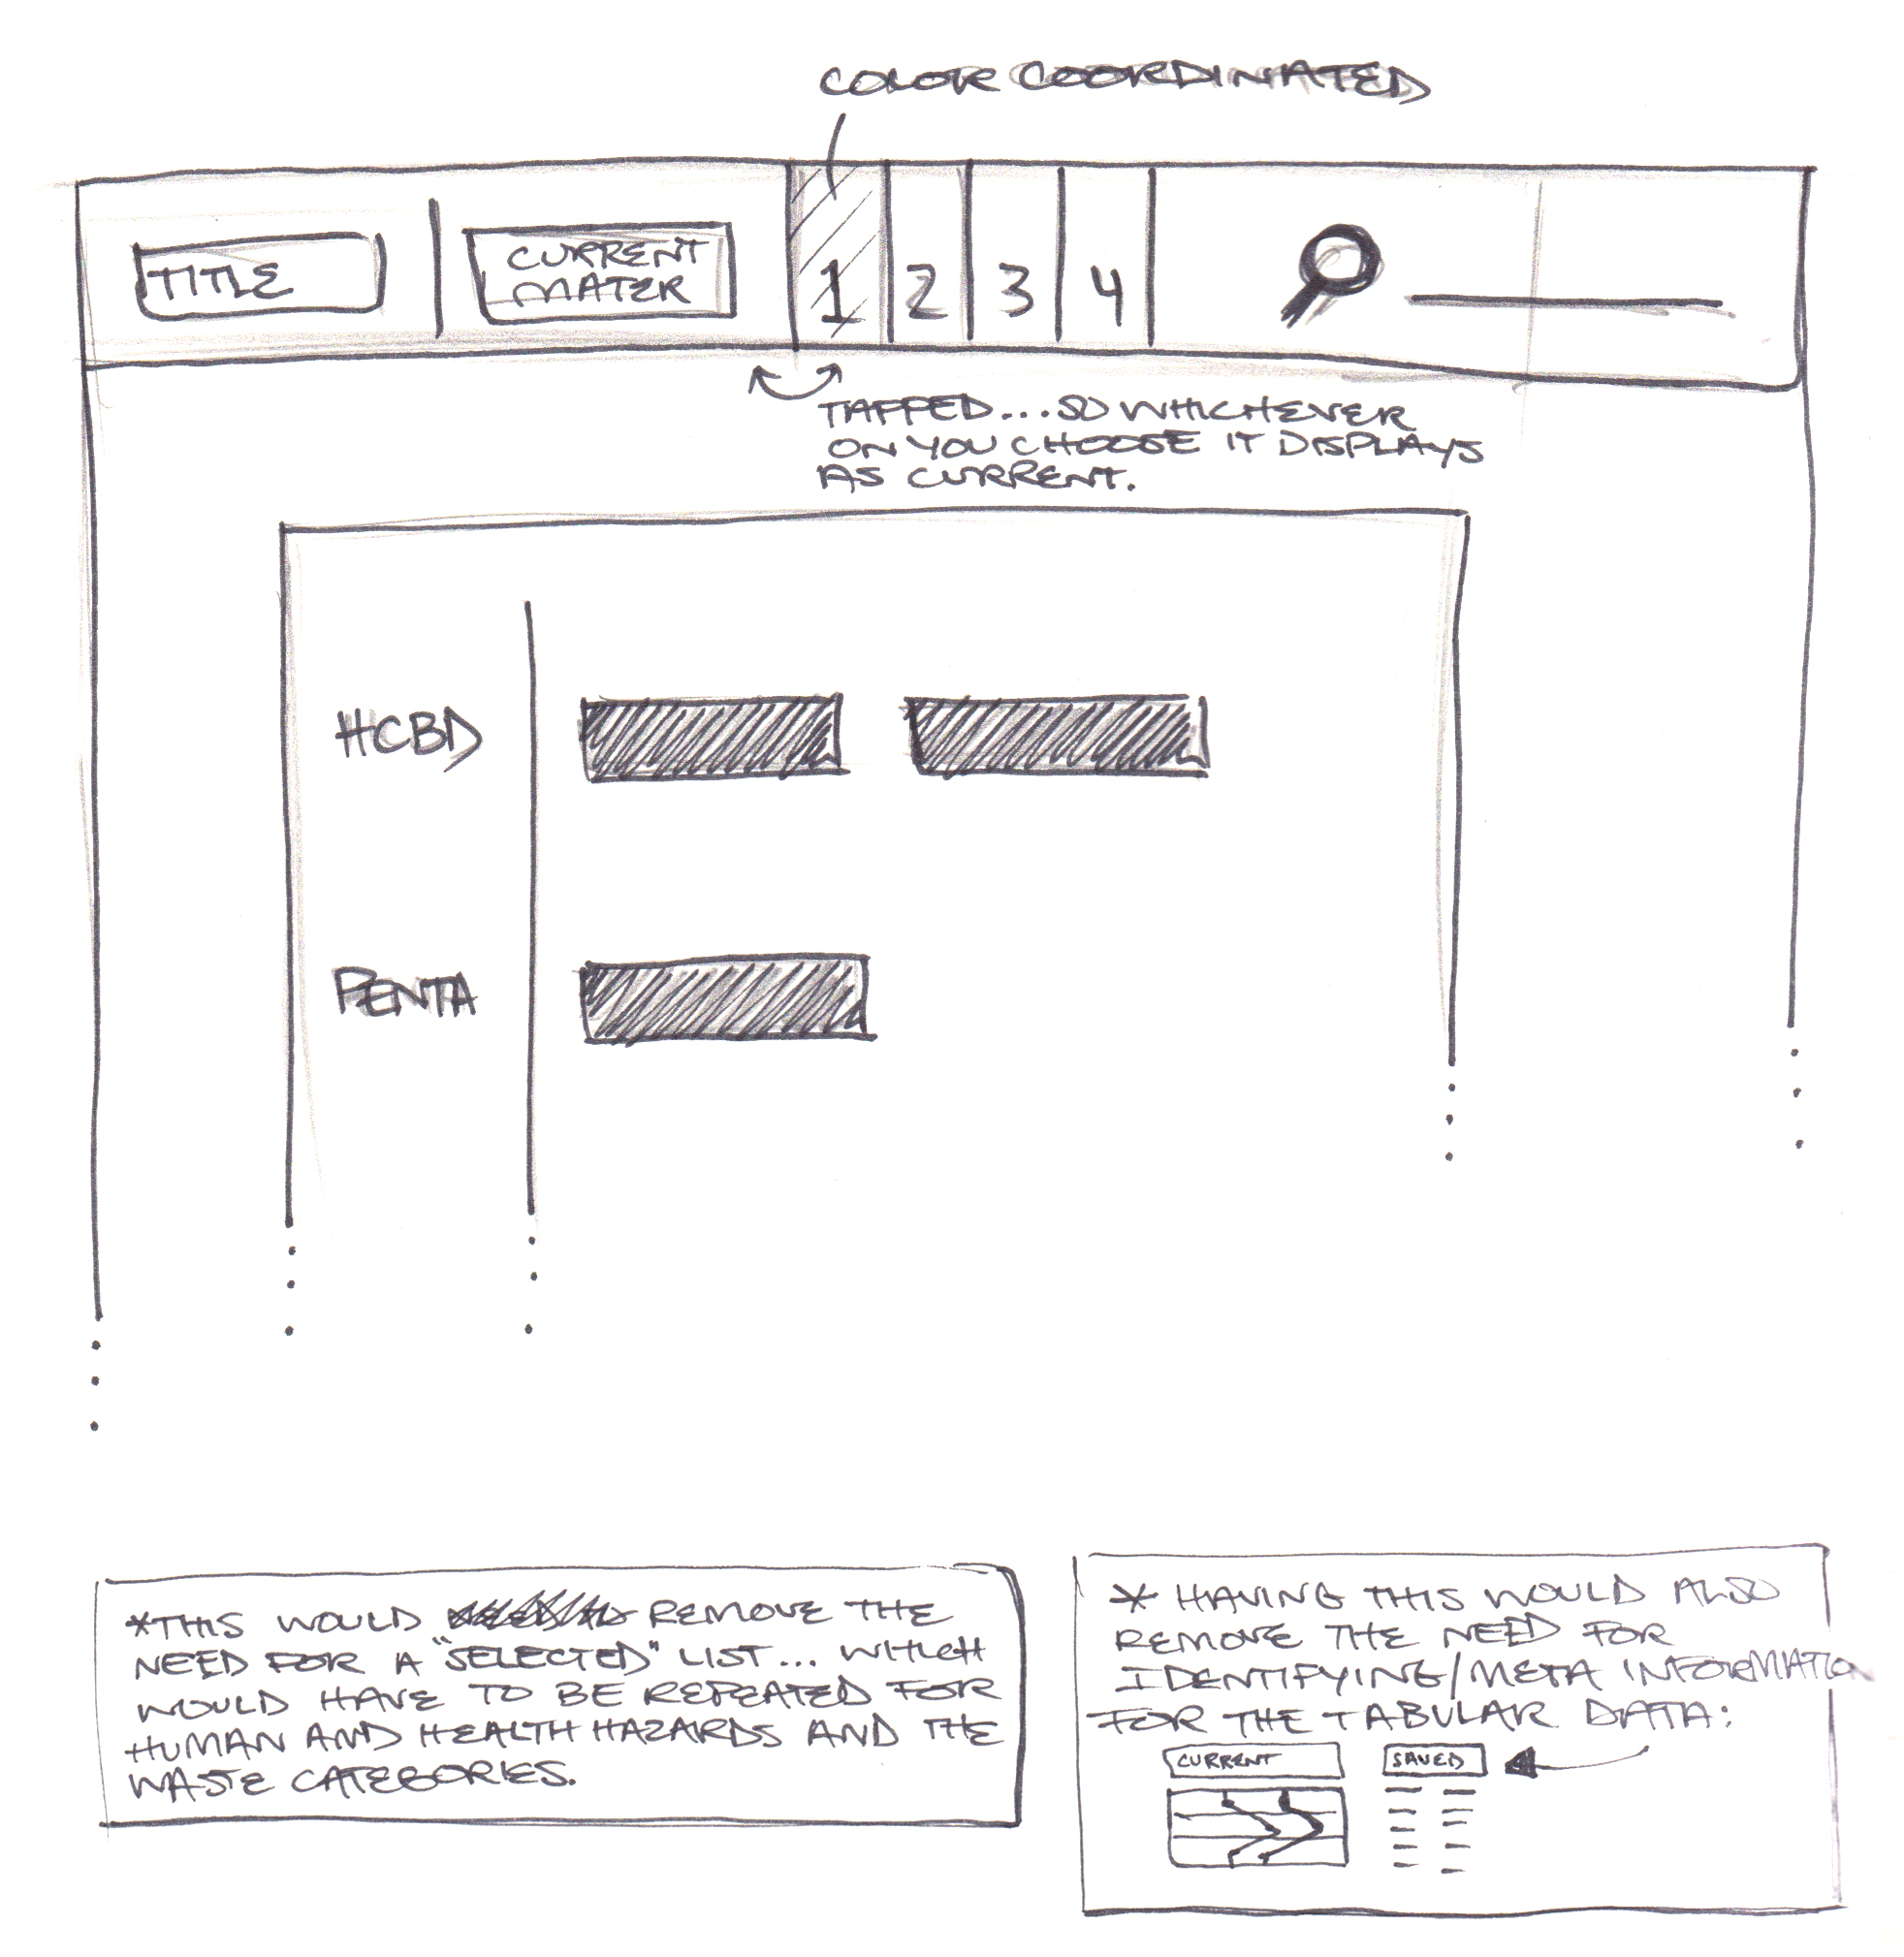 COLOR COORDINATED
TITLE
CURRENT
MATER
1 2 3 4
TAPPED...SO WHICHEVER
ON YOU CHOOSE IT DISPLAYS
AS CURRENT.
HCBD
PENTA
*THIS WOULD REMOVE THE
NEED FOR A "SELECTED" LIST... WHICH
WOULD HAVE TO BE REPEATED FOR
HUMAN AND HEALTH HAZARDS AND THE
WASTE CATEGORIES.
* HAVING THIS WOULD ALSO
REMOVE THE NEED FOR
IDENTIFYING/META INFORMATION
FOR THE TABULAR DATA:
CURRENT SAVED